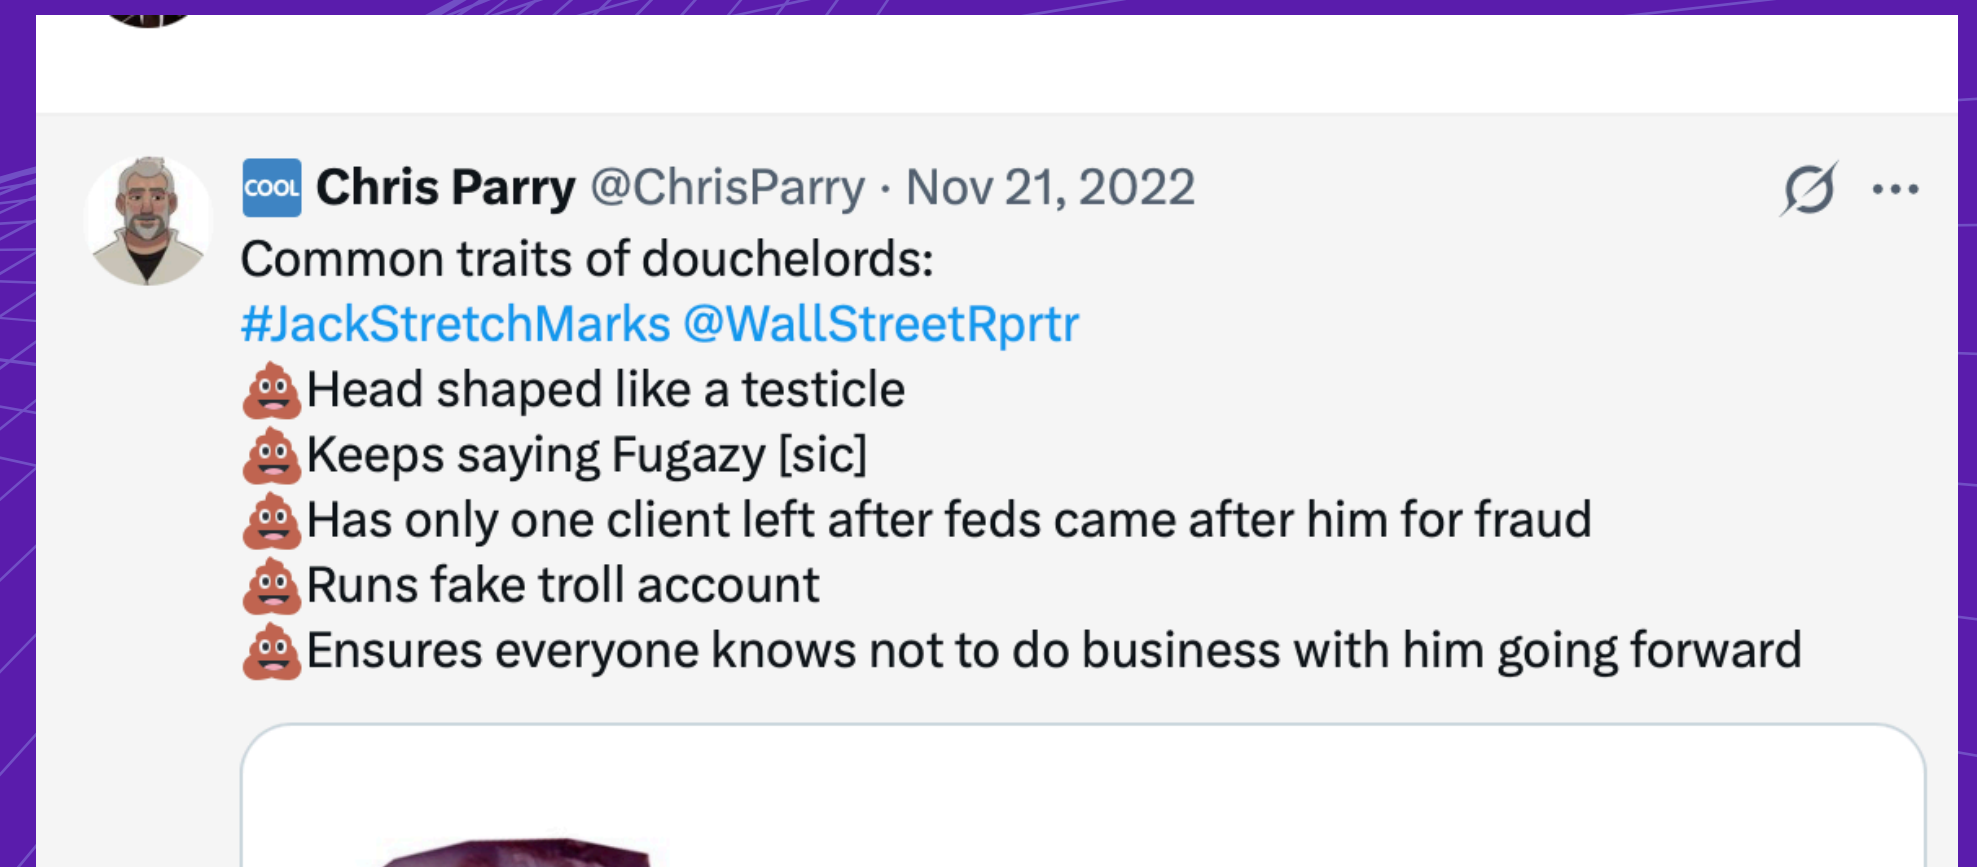 🆒 Chris Parry @ChrisParry · Nov 21, 2022
Common traits of douchelords:
#JackStretchMarks @WallStreetRprtr
💩Head shaped like a testicle
💩Keeps saying Fugazy [sic]
💩Has only one client left after feds came after him for fraud
💩Runs fake troll account
💩Ensures everyone knows not to do business with him going forward